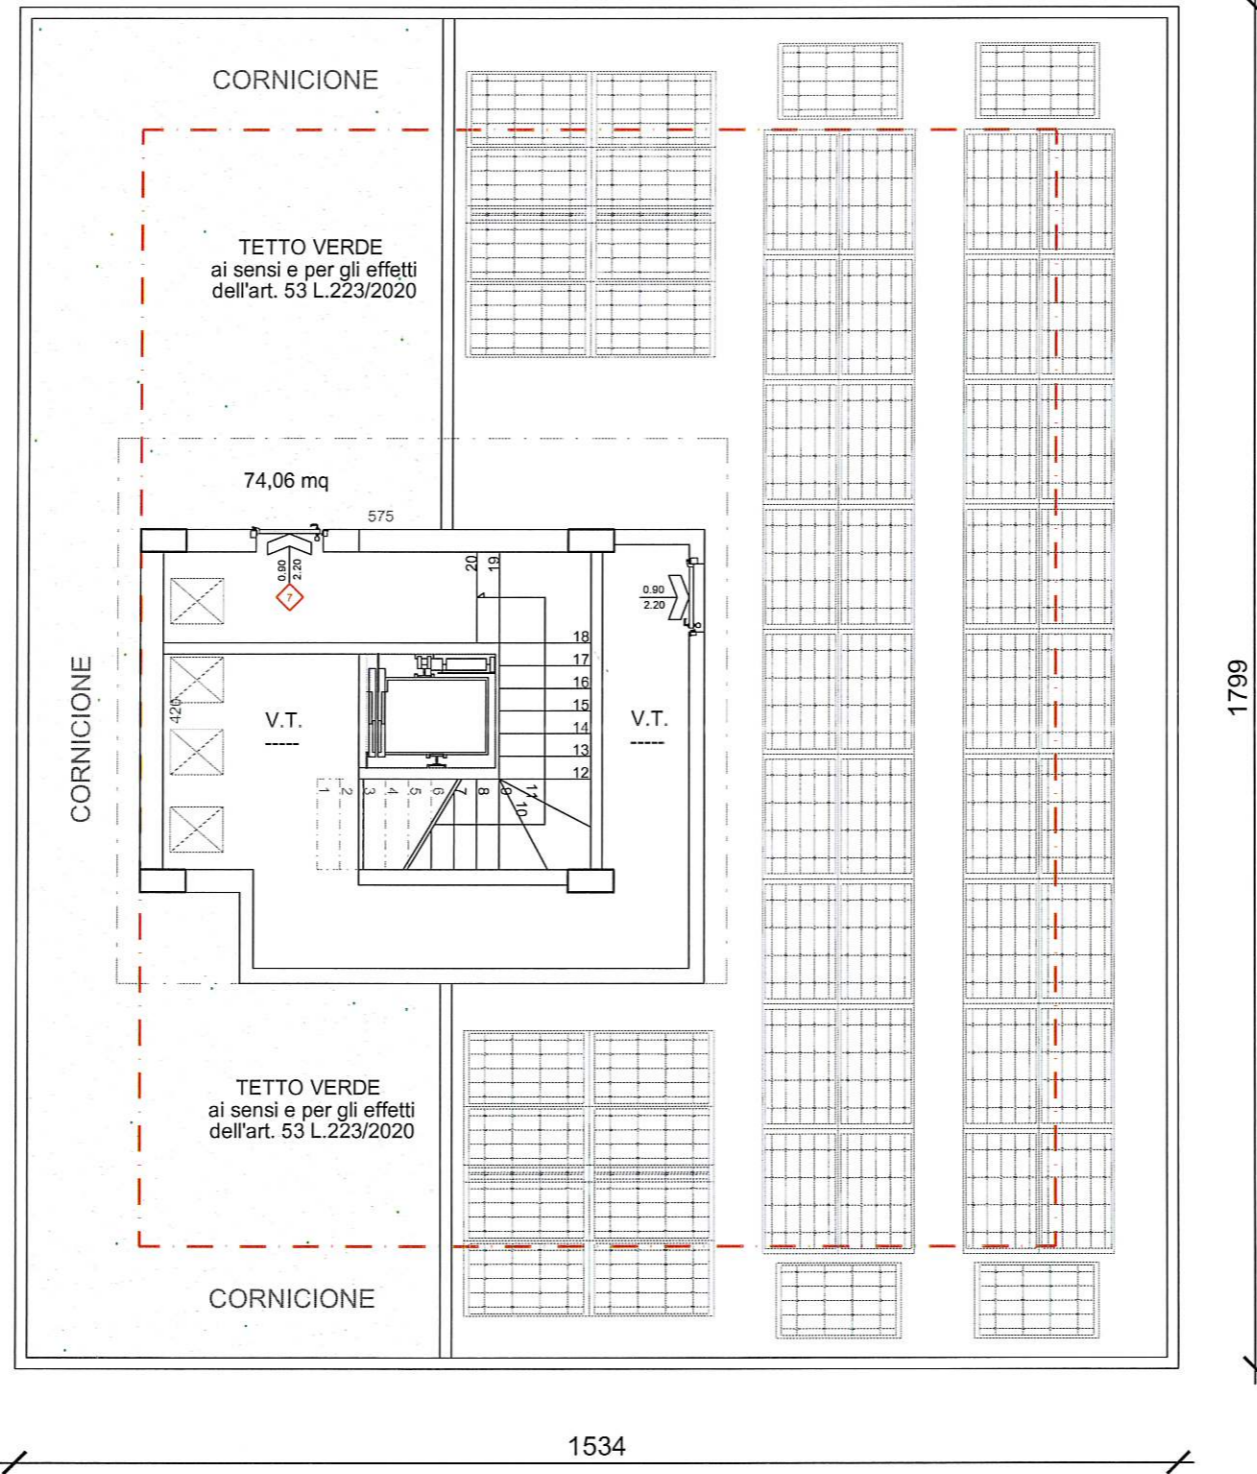 CORNICIONE
TETTO VERDE
ai sensi e per gli effetti
dell'art. 53 L.223/2020
74,06 mq
575
0.90
2.20
7
20
19
0.90
2.20
18
17
16
15
14
13
12
CORNICIONE
420
V.T.
V.T.
1799
1
2
3
4
5
6
7
8
9
10
11
TETTO VERDE
ai sensi e per gli effetti
dell'art. 53 L.223/2020
CORNICIONE
1534